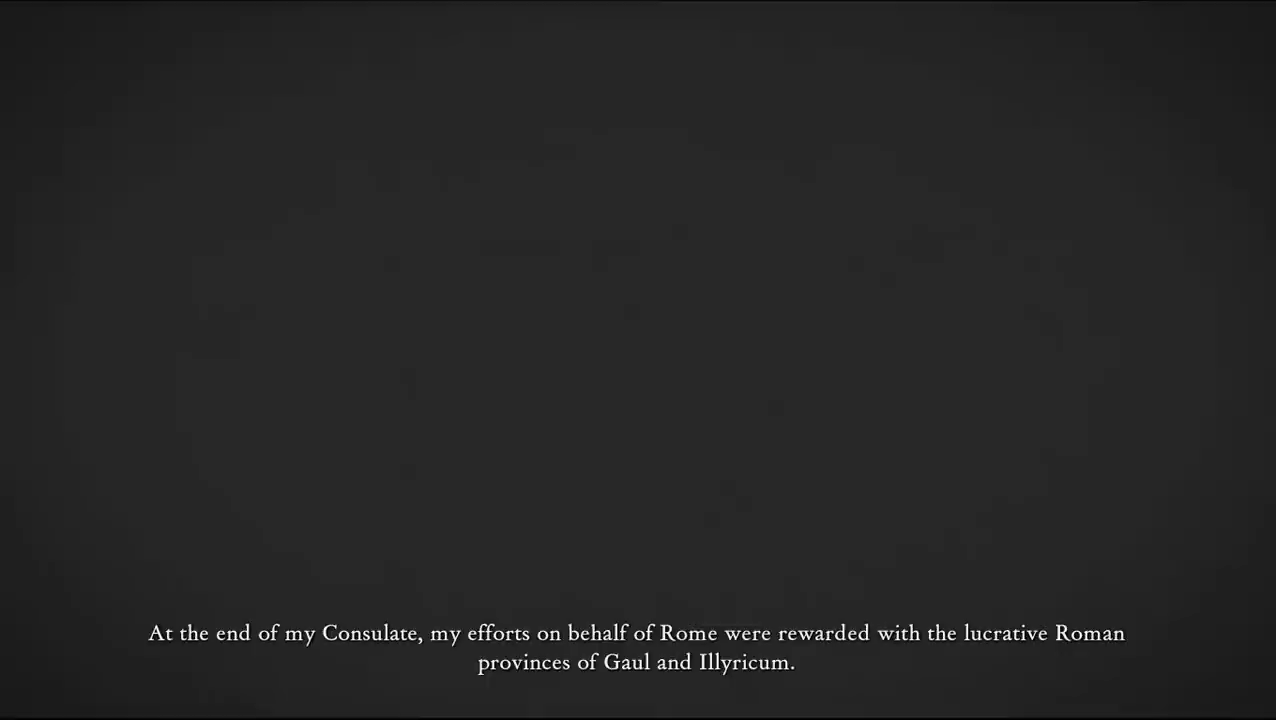 At the end of my Consulate, my efforts on behalf of Rome were rewarded with the lucrative Roman
provinces of Gaul and Illyricum.